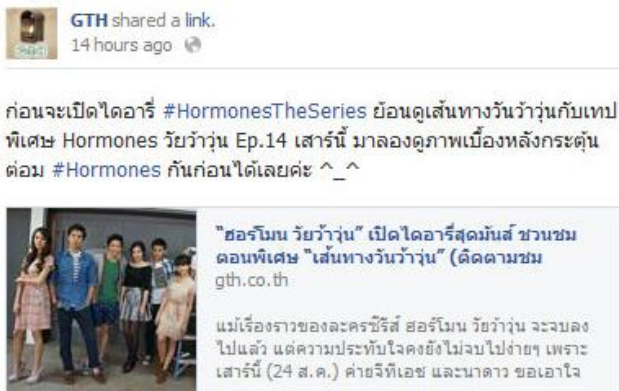 GTH shared a link.
14 hours ago
ก่อนจะเปิดไดอารี่ #HormonesTheSeries ย้อนดูเส้นทางวันว้าวุ่นกับเทป
พิเศษ Hormones วัยว้าวุ่น Ep.14 เสาร์นี้ มาลองดูภาพเบื้องหลังกระตุ้น
ต่อม #Hormones กันก่อนได้เลยค่ะ ^_^
"ฮอร์โมน วัยว้าวุ่น" เปิดไดอารี่สุดมันส์ ชวนชม
ตอนพิเศษ "เส้นทางวันว้าวุ่น" (ติดตามชม
gth.co.th
แม้เรื่องราวของละครซีรีส์ ฮอร์โมน วัยว้าวุ่น จะจบลง
ไปแล้ว แต่ความประทับใจคงยังไม่จบไปง่ายๆ เพราะ
เสาร์นี้ (24 ส.ค.) ค่ายจีทีเอช และนาดาว ขอเอาใจ